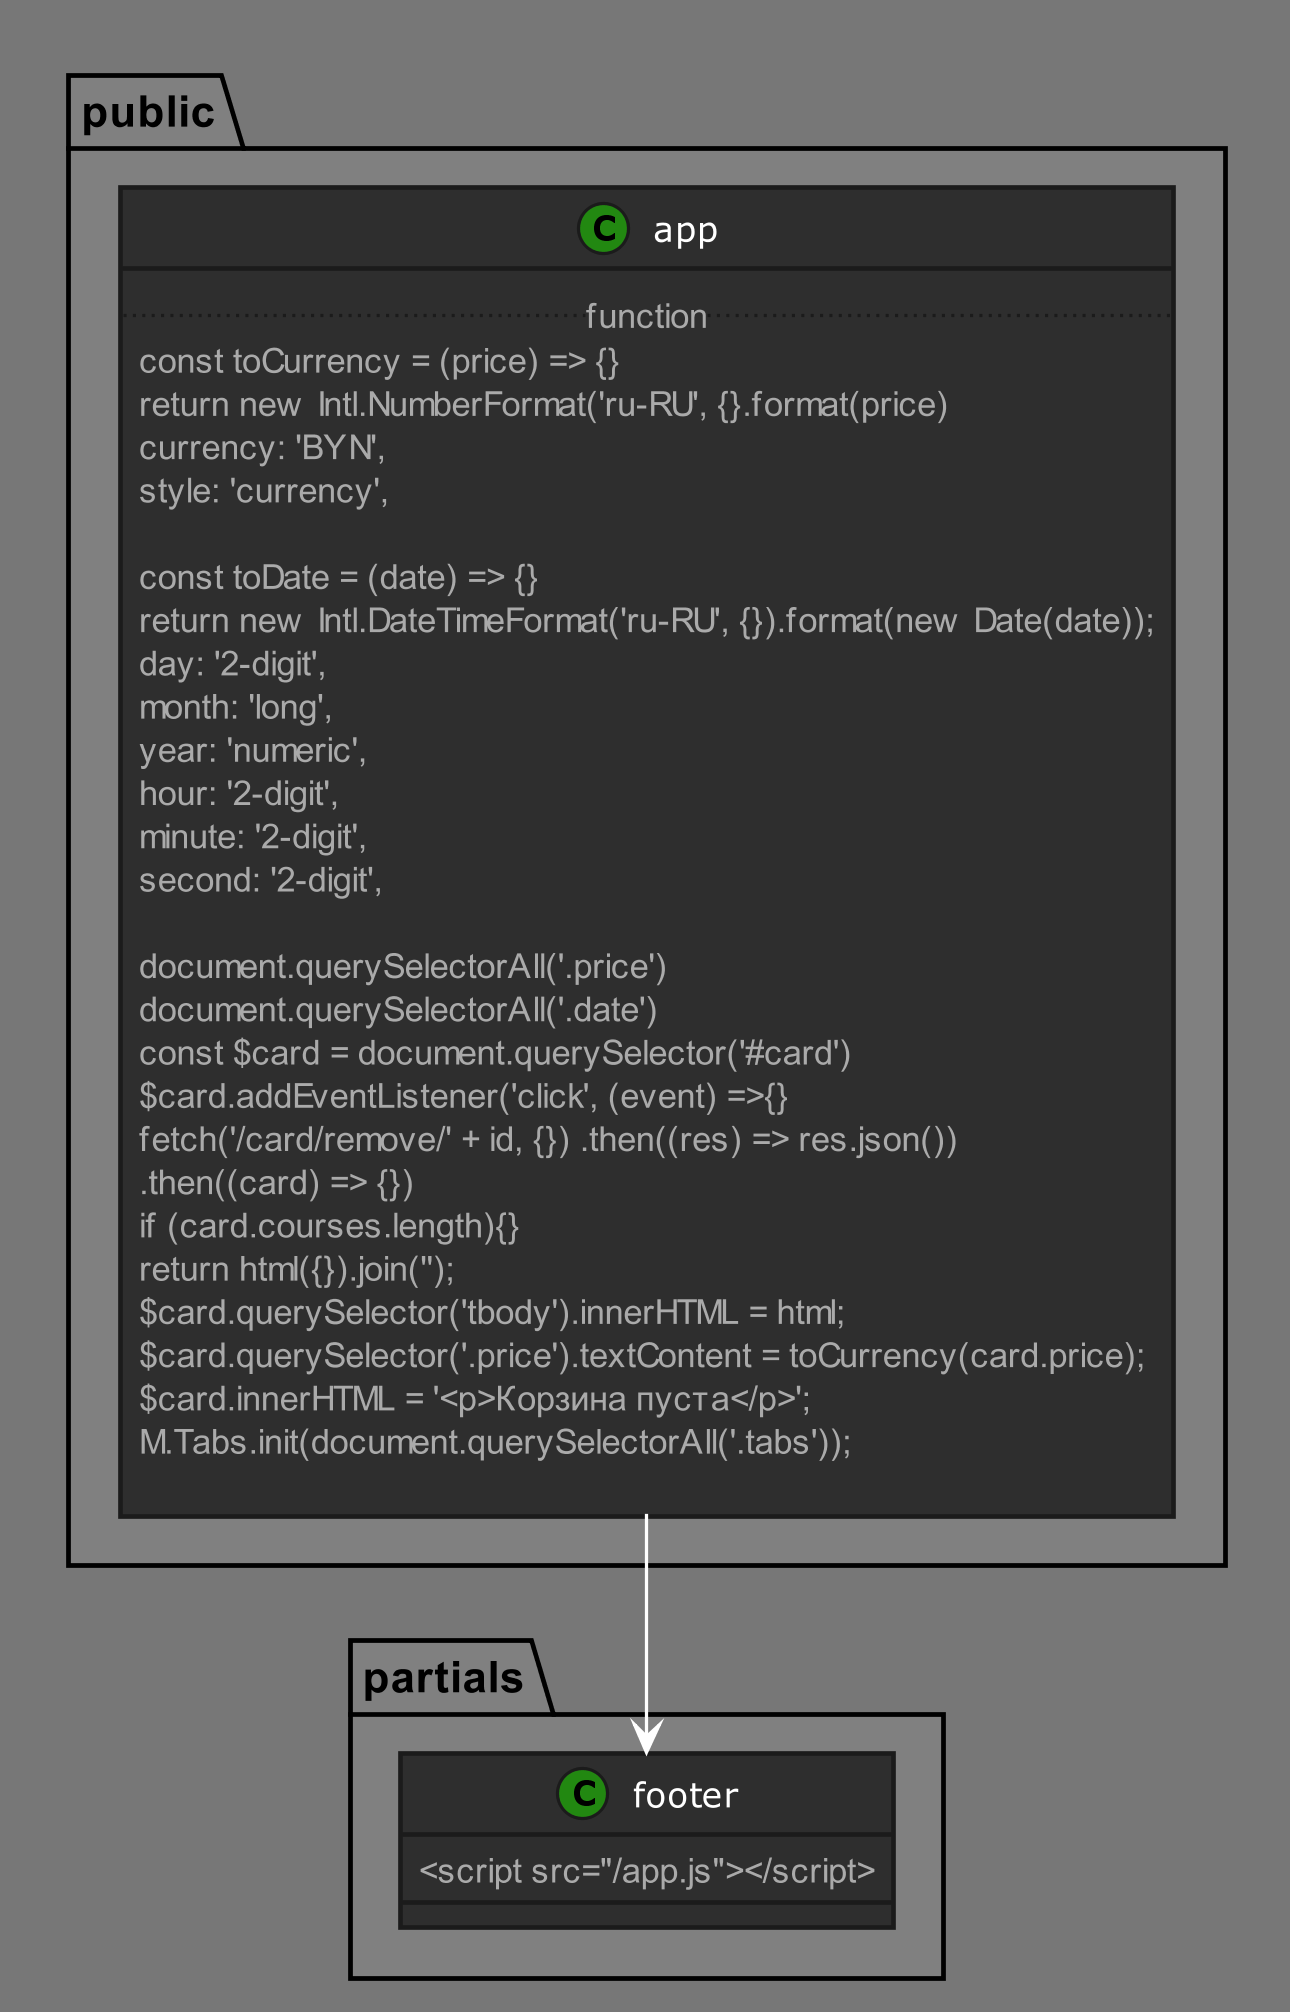 public
C app
function
const toCurrency = (price) => {}
return new  Intl.NumberFormat('ru-RU', {}.format(price)
currency: 'BYN',
style: 'currency',
const toDate = (date) => {}
return new  Intl.DateTimeFormat('ru-RU', {}).format(new  Date(date));
day: '2-digit',
month: 'long',
year: 'numeric',
hour: '2-digit',
minute: '2-digit',
second: '2-digit',
document.querySelectorAll('.price')
document.querySelectorAll('.date')
const $card = document.querySelector('#card')
$card.addEventListener('click', (event) =>{}
fetch('/card/remove/' + id, {}) .then((res) => res.json())
.then((card) => {})
if (card.courses.length){}
return html({}).join('');
$card.querySelector('tbody').innerHTML = html;
$card.querySelector('.price').textContent = toCurrency(card.price);
$card.innerHTML = '<p>Корзина пуста</p>';
M.Tabs.init(document.querySelectorAll('.tabs'));
partials
C footer
<script src="/app.js"></script>